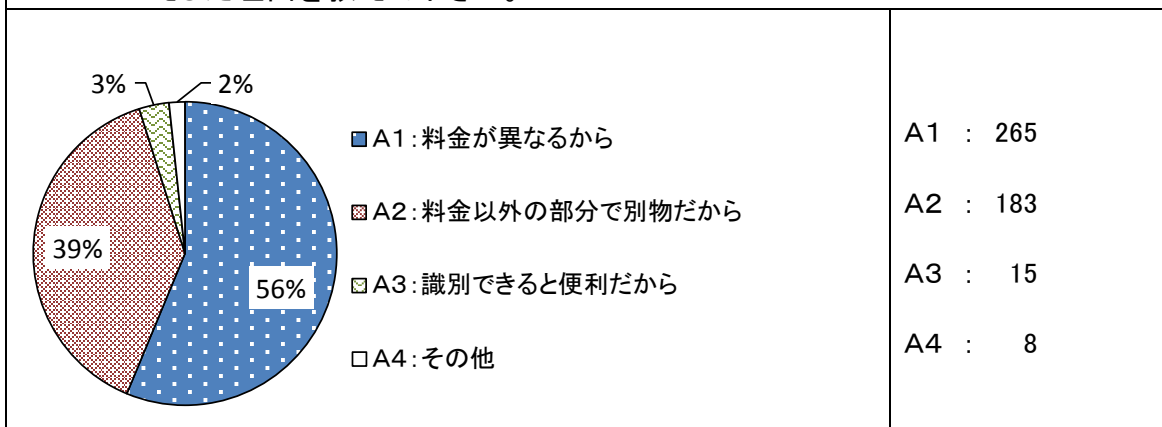 3%
2%
39%
56%
A1:料金が異なるから
A2:料金以外の部分で別物だから
A3:識別できると便利だから
A4:その他
A1 : 265
A2 : 183
A3 : 15
A4 : 8